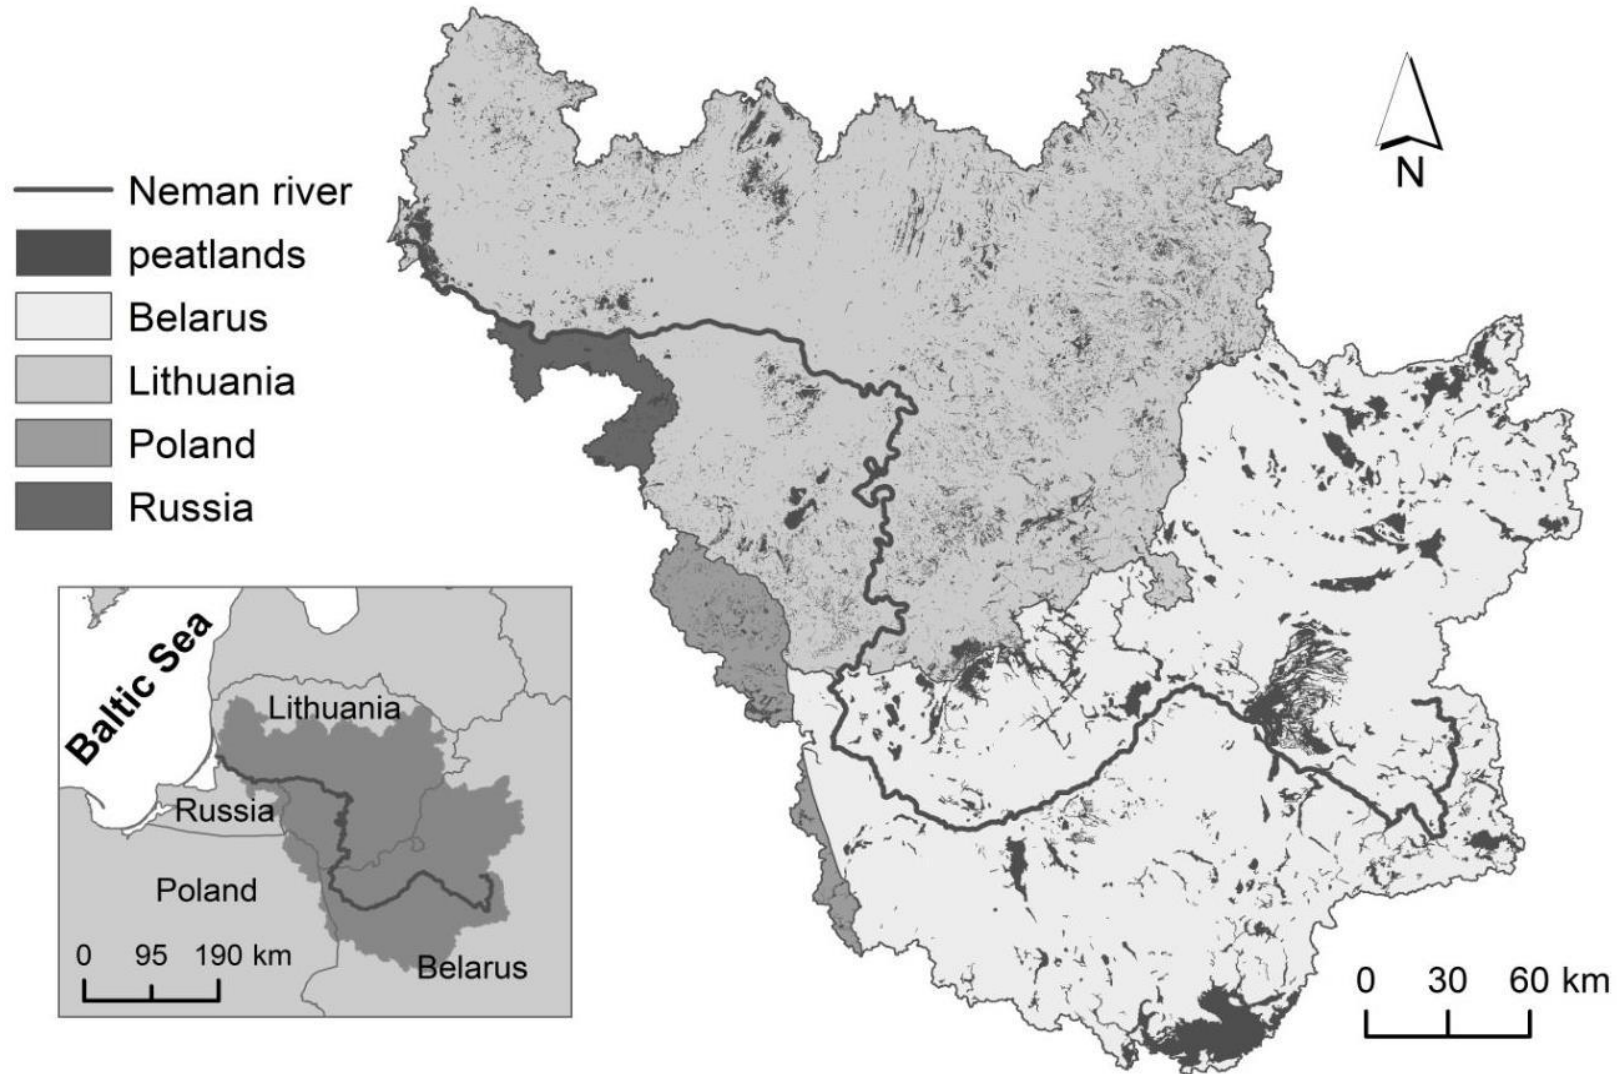 N
Neman river
peatlands
Belarus
Lithuania
Poland
Russia
Baltic Sea
Lithuania
Russia
Poland
Belarus
0 95 190 km
0 30 60 km